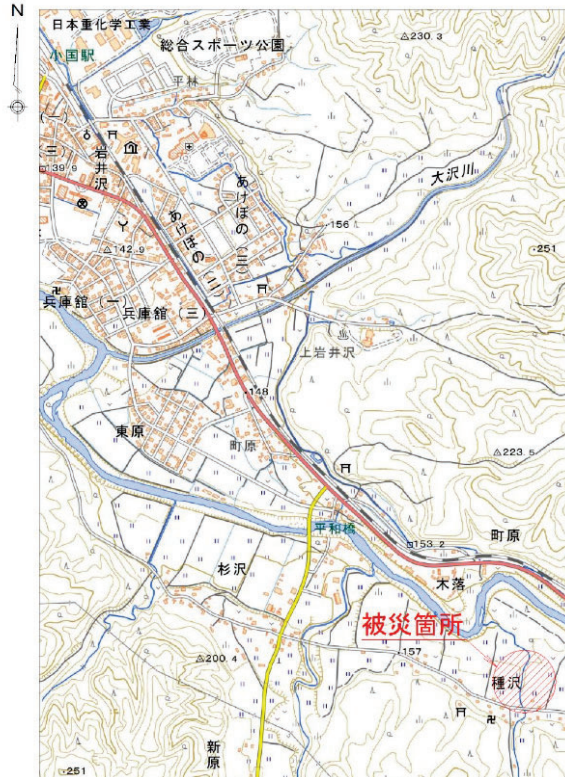 N
日本重化学工業
小国駅
総合スポーツ公園
平林
△230.3
(一)
(三)
岩井沢
139.9
大沢川
あけぼの(三)
あけぼの(二)
・156
△142.9
・251
兵庫館(一)
兵庫館(三)
上岩井沢
・148
東原
町原
△223.5
平和橋
153.2
町原
杉沢
木落
被災箇所
・157
△200.4
種沢
新原
・251